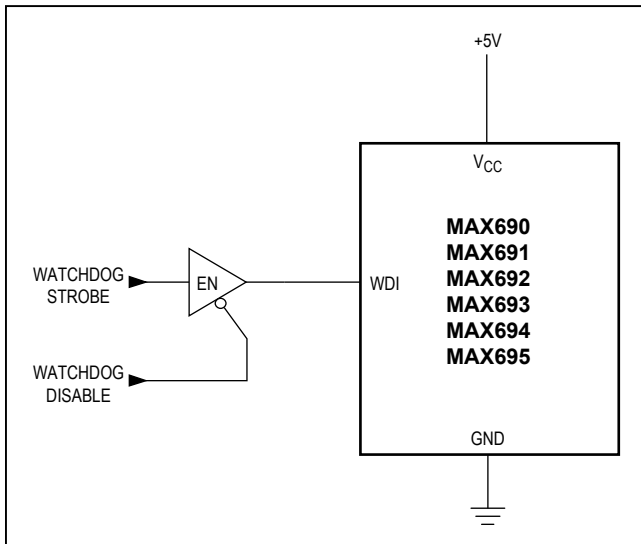 +5V
VCC
MAX690
MAX691
MAX692
MAX693
MAX694
MAX695
WATCHDOG
STROBE
EN
WDI
WATCHDOG
DISABLE
GND